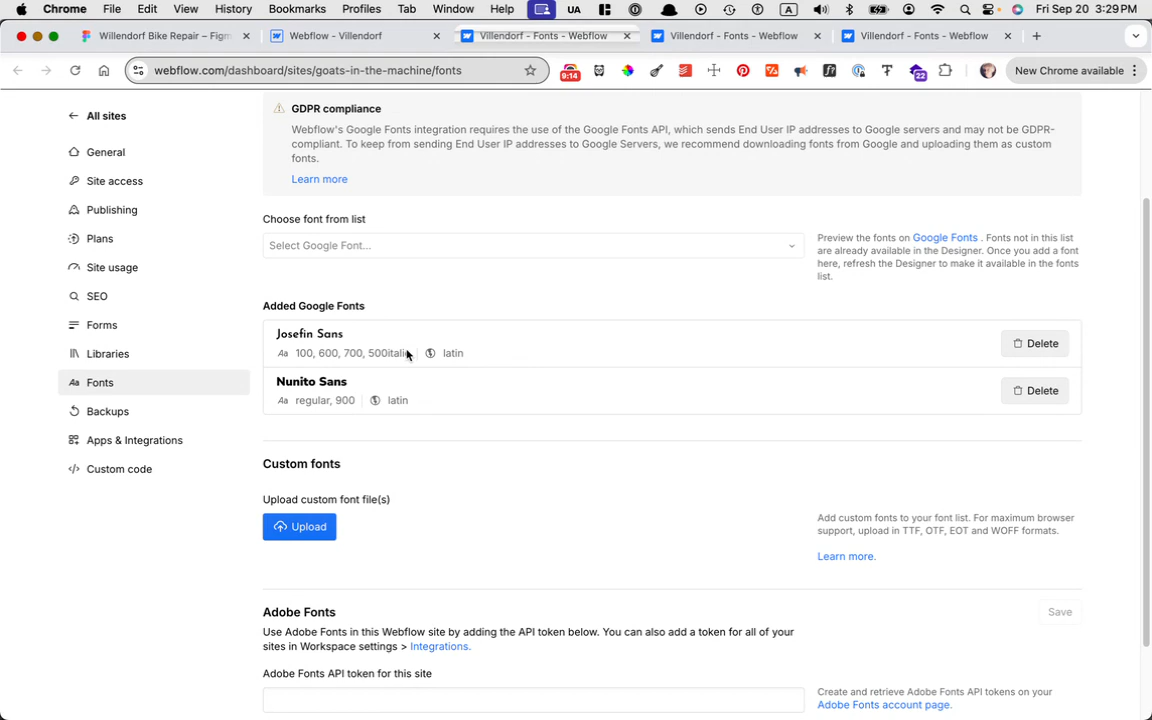 Chrome File Edit View History Bookmarks Profiles Tab Window Help UA A Fri Sep 20 3:29 PM
Villendorf Bike Repair – Figm Webflow - Villendorf Villendorf - Fonts - Webflow Villendorf - Fonts - Webflow Villendorf - Fonts - Webflow
webflow.com/dashboard/sites/goats-in-the-machine/fonts 9:14 22 New Chrome available
All sites
General
Site access
Publishing
Plans
Site usage
SEO
Forms
Libraries
Aa Fonts
Backups
Apps & Integrations
Custom code
GDPR compliance
Webflow's Google Fonts integration requires the use of the Google Fonts API, which sends End User IP addresses to Google servers and may not be GDPR-
compliant. To keep from sending End User IP addresses to Google Servers, we recommend downloading fonts from Google and uploading them as custom
fonts.
Learn more
Choose font from list
Select Google Font...
Preview the fonts on Google Fonts . Fonts not in this list
are already available in the Designer. Once you add a font
here, refresh the Designer to make it available in the fonts
list.
Added Google Fonts
Josefin Sans
Aa 100, 600, 700, 500italic latin
Delete
Nunito Sans
Aa regular, 900 latin
Delete
Custom fonts
Upload custom font file(s)
Upload
Add custom fonts to your font list. For maximum browser
support, upload in TTF, OTF, EOT and WOFF formats.
Learn more.
Adobe Fonts
Save
Use Adobe Fonts in this Webflow site by adding the API token below. You can also add a token for all of your
sites in Workspace settings > Integrations.
Adobe Fonts API token for this site
Create and retrieve Adobe Fonts API tokens on your
Adobe Fonts account page.